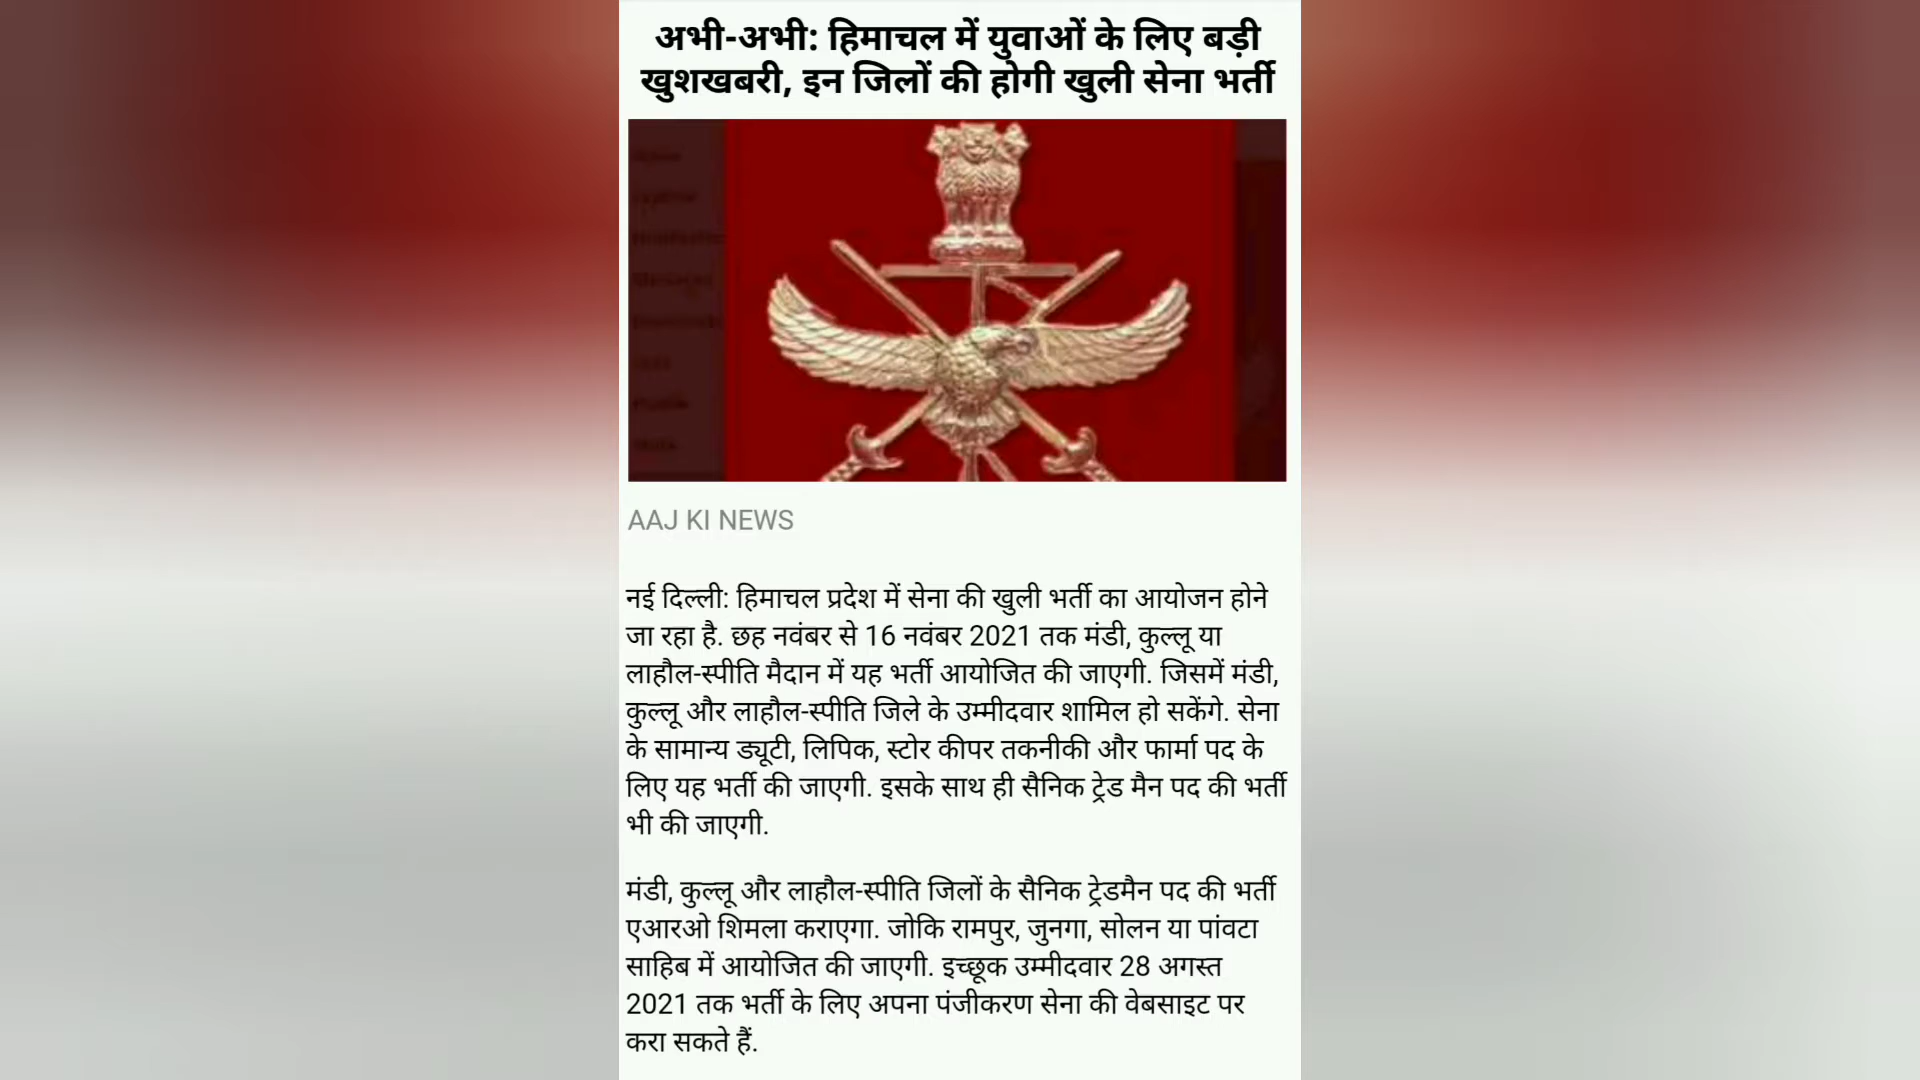 अभी-अभी: हिमाचल में युवाओं के लिए बड़ी
खुशखबरी, इन जिलों की होगी खुली सेना भर्ती
AAJ KI NEWS
नई दिल्ली: हिमाचल प्रदेश में सेना की खुली भर्ती का आयोजन होने
जा रहा है. छह नवंबर से 16 नवंबर 2021 तक मंडी, कुल्लू या
लाहौल-स्पीति मैदान में यह भर्ती आयोजित की जाएगी. जिसमें मंडी,
कुल्लू और लाहौल-स्पीति जिले के उम्मीदवार शामिल हो सकेंगे. सेना
के सामान्य ड्यूटी, लिपिक, स्टोर कीपर तकनीकी और फार्मा पद के
लिए यह भर्ती की जाएगी. इसके साथ ही सैनिक ट्रेड मैन पद की भर्ती
भी की जाएगी.
मंडी, कुल्लू और लाहौल-स्पीति जिलों के सैनिक ट्रेडमैन पद की भर्ती
एआरओ शिमला कराएगा. जोकि रामपुर, जुनगा, सोलन या पांवटा
साहिब में आयोजित की जाएगी. इच्छूक उम्मीदवार 28 अगस्त
2021 तक भर्ती के लिए अपना पंजीकरण सेना की वेबसाइट पर
करा सकते हैं.